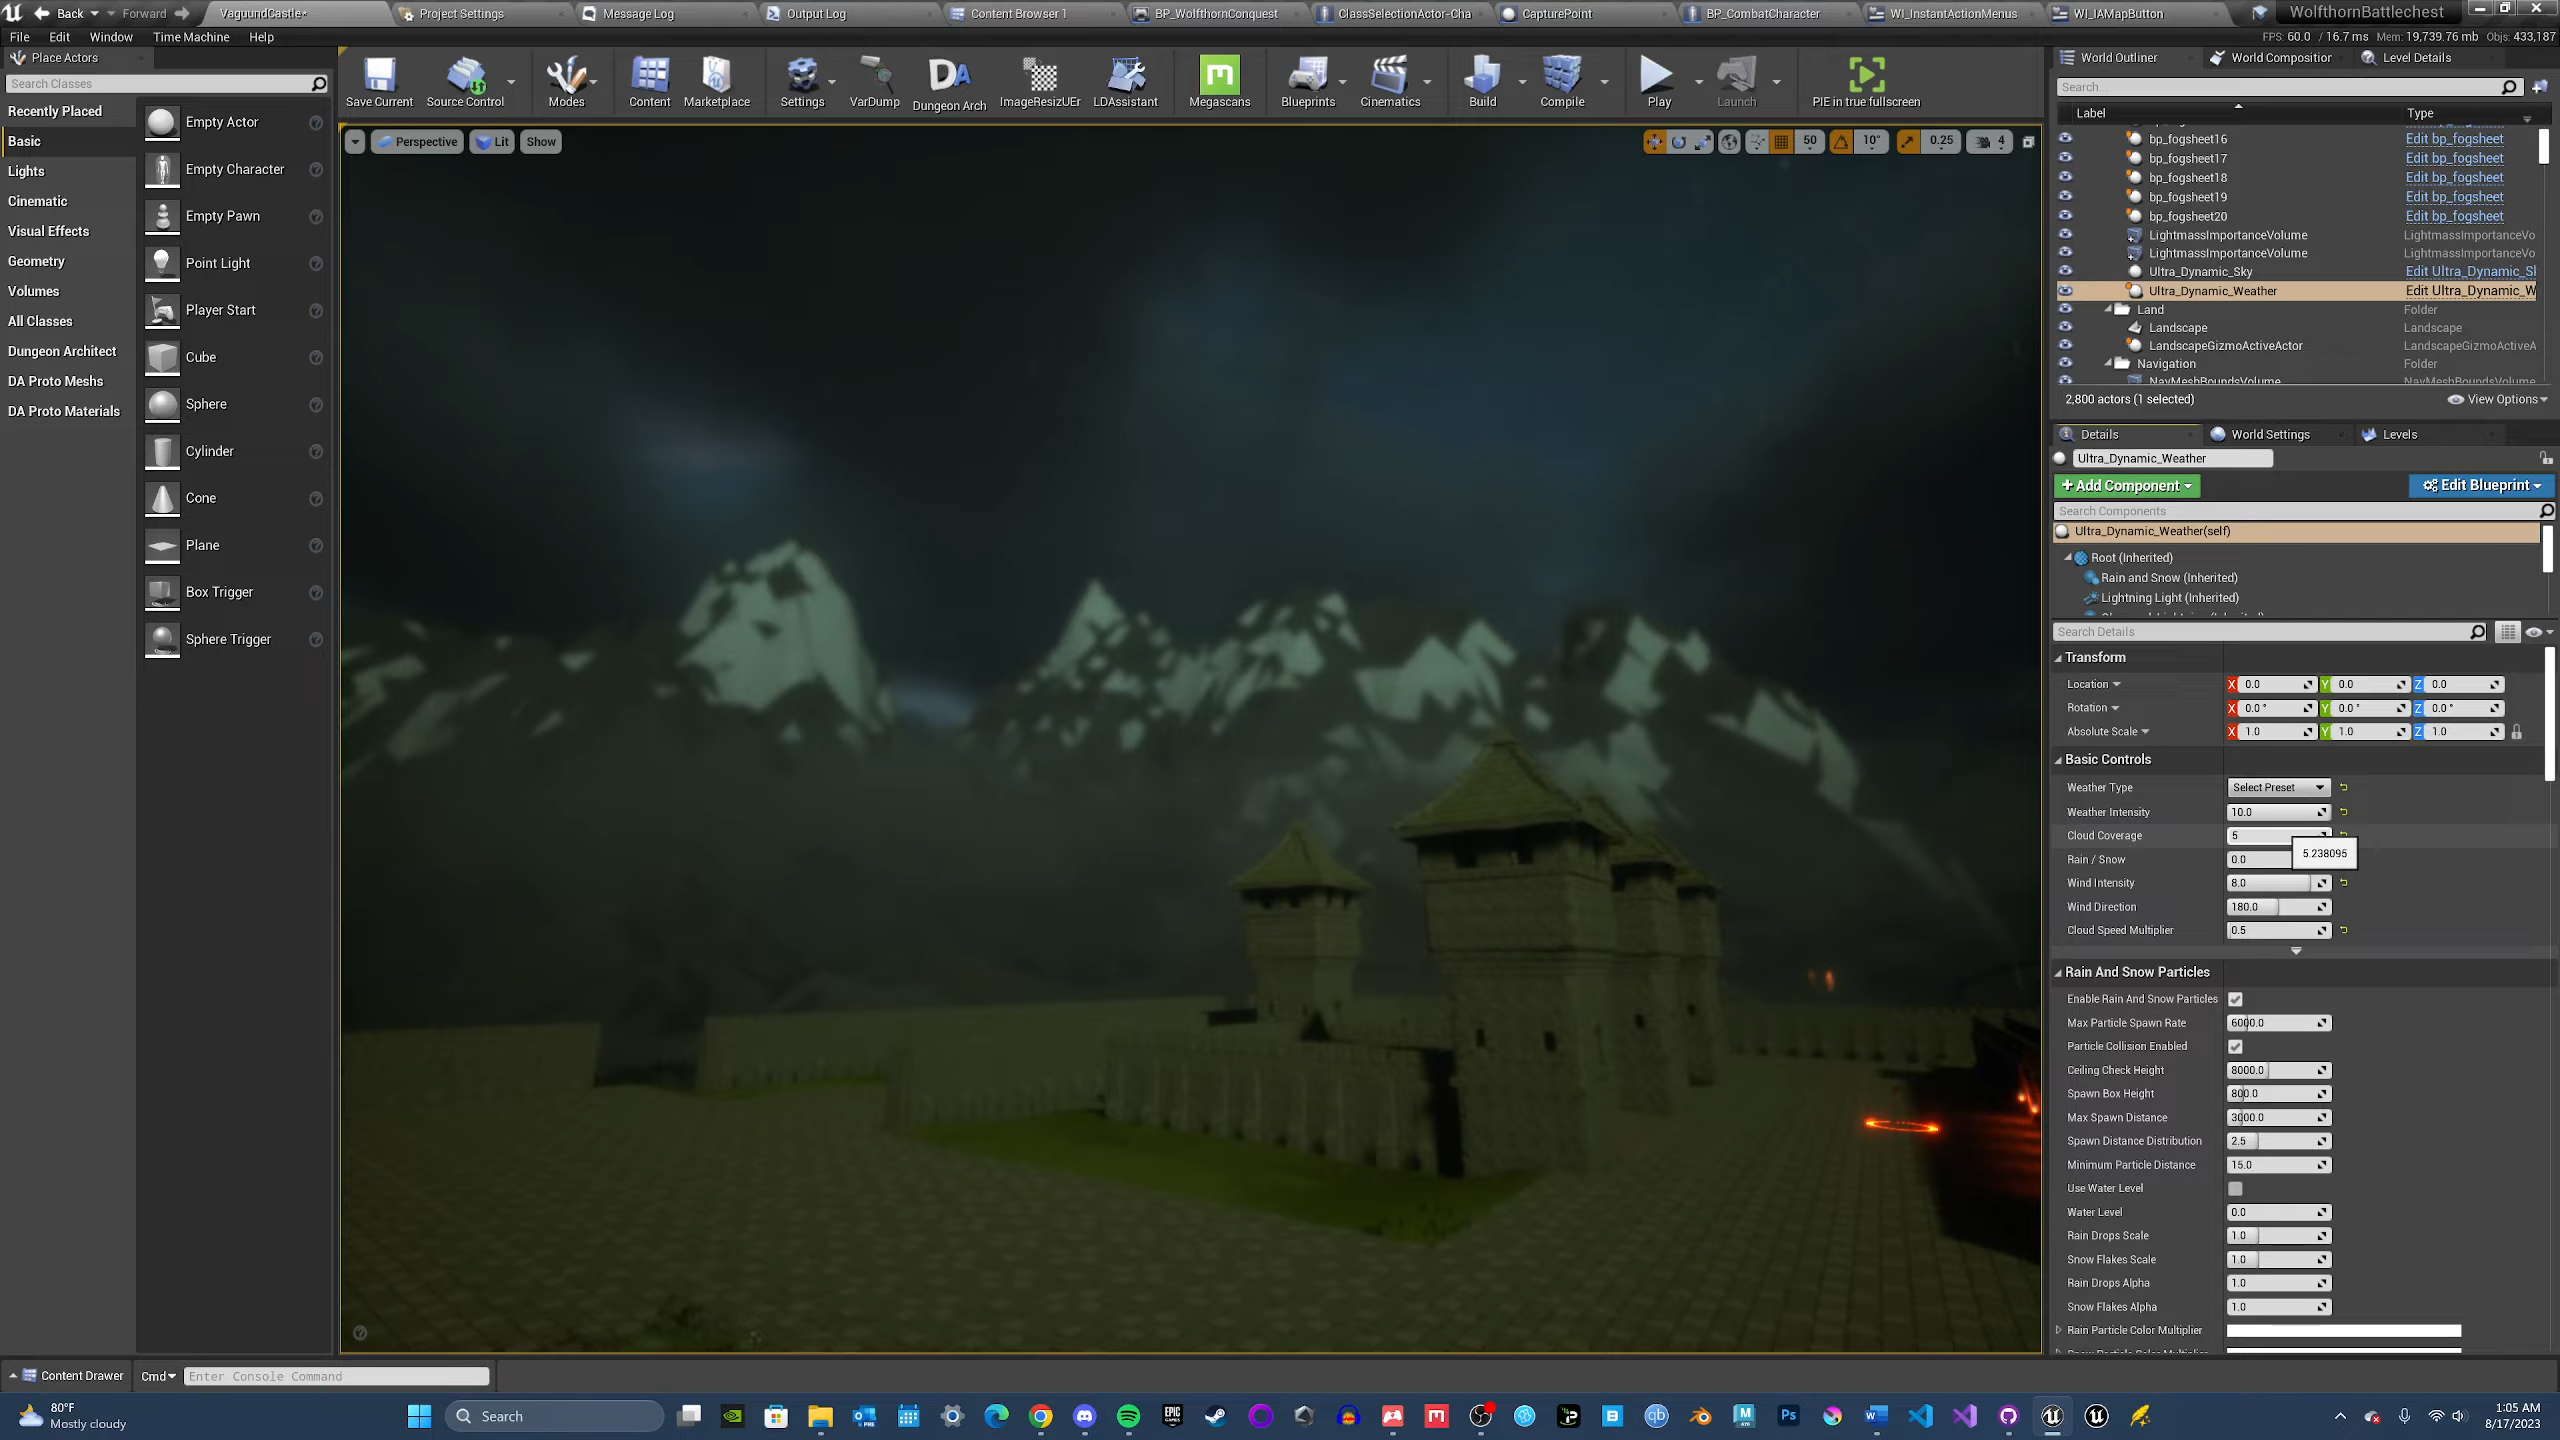 Back
Forward
VaguundCastle*
Project Settings
Message Log
Output Log
Content Browser 1
BP_WolfthornConquest
ClassSelectionActor-Cha
CapturePoint
BP_CombatCharacter
WI_InstantActionMenus
WI_IAMapButton
WolfthornBattlechest
File
Edit
Window
Time Machine
Help
FPS: 60.0 / 16.7 ms
Mem: 19,739.76 mb
Objs: 433,187
Place Actors
Search Classes
Recently Placed
Basic
Lights
Cinematic
Visual Effects
Geometry
Volumes
All Classes
Dungeon Architect
DA Proto Meshs
DA Proto Materials
Empty Actor
Empty Character
Empty Pawn
Point Light
Player Start
Cube
Sphere
Cylinder
Cone
Plane
Box Trigger
Sphere Trigger
Save Current
Source Control
Modes
Content
Marketplace
Settings
VarDump
DA
Dungeon Arch
ImageResizUEr
LDAssistant
Megascans
Blueprints
Cinematics
Build
Compile
Play
Launch
PIE in true fullscreen
Perspective
Lit
Show
50
10°
0.25
4
World Outliner
World Composition
Level Details
Search...
Label
Type
bp_fogsheet16
Edit bp_fogsheet
bp_fogsheet17
Edit bp_fogsheet
bp_fogsheet18
Edit bp_fogsheet
bp_fogsheet19
Edit bp_fogsheet
bp_fogsheet20
Edit bp_fogsheet
LightmassImportanceVolume
LightmassImportanceVo
LightmassImportanceVolume
LightmassImportanceVo
Ultra_Dynamic_Sky
Edit Ultra_Dynamic_Sl
Ultra_Dynamic_Weather
Edit Ultra_Dynamic_W
Land
Folder
Landscape
Landscape
LandscapeGizmoActiveActor
LandscapeGizmoActiveA
Navigation
Folder
NavMeshBoundsVolume
NavMeshBoundsVolume
2,800 actors (1 selected)
View Options
Details
World Settings
Levels
Ultra_Dynamic_Weather
+ Add Component
Edit Blueprint
Search Components
Ultra_Dynamic_Weather(self)
Root (Inherited)
Rain and Snow (Inherited)
Lightning Light (Inherited)
Search Details
Transform
Location
X 0.0
Y 0.0
Z 0.0
Rotation
X 0.0 °
Y 0.0 °
Z 0.0 °
Absolute Scale
X 1.0
Y 1.0
Z 1.0
Basic Controls
Weather Type
Select Preset
Weather Intensity
10.0
Cloud Coverage
5
5.238095
Rain / Snow
0.0
Wind Intensity
8.0
Wind Direction
180.0
Cloud Speed Multiplier
0.5
Rain And Snow Particles
Enable Rain And Snow Particles
Max Particle Spawn Rate
6000.0
Particle Collision Enabled
Ceiling Check Height
8000.0
Spawn Box Height
800.0
Max Spawn Distance
3000.0
Spawn Distance Distribution
2.5
Minimum Particle Distance
15.0
Use Water Level
Water Level
0.0
Rain Drops Scale
1.0
Snow Flakes Scale
1.0
Rain Drops Alpha
1.0
Snow Flakes Alpha
1.0
Rain Particle Color Multiplier
Content Drawer
Cmd
Enter Console Command
80°F
Mostly cloudy
Search
1:05 AM
8/17/2023